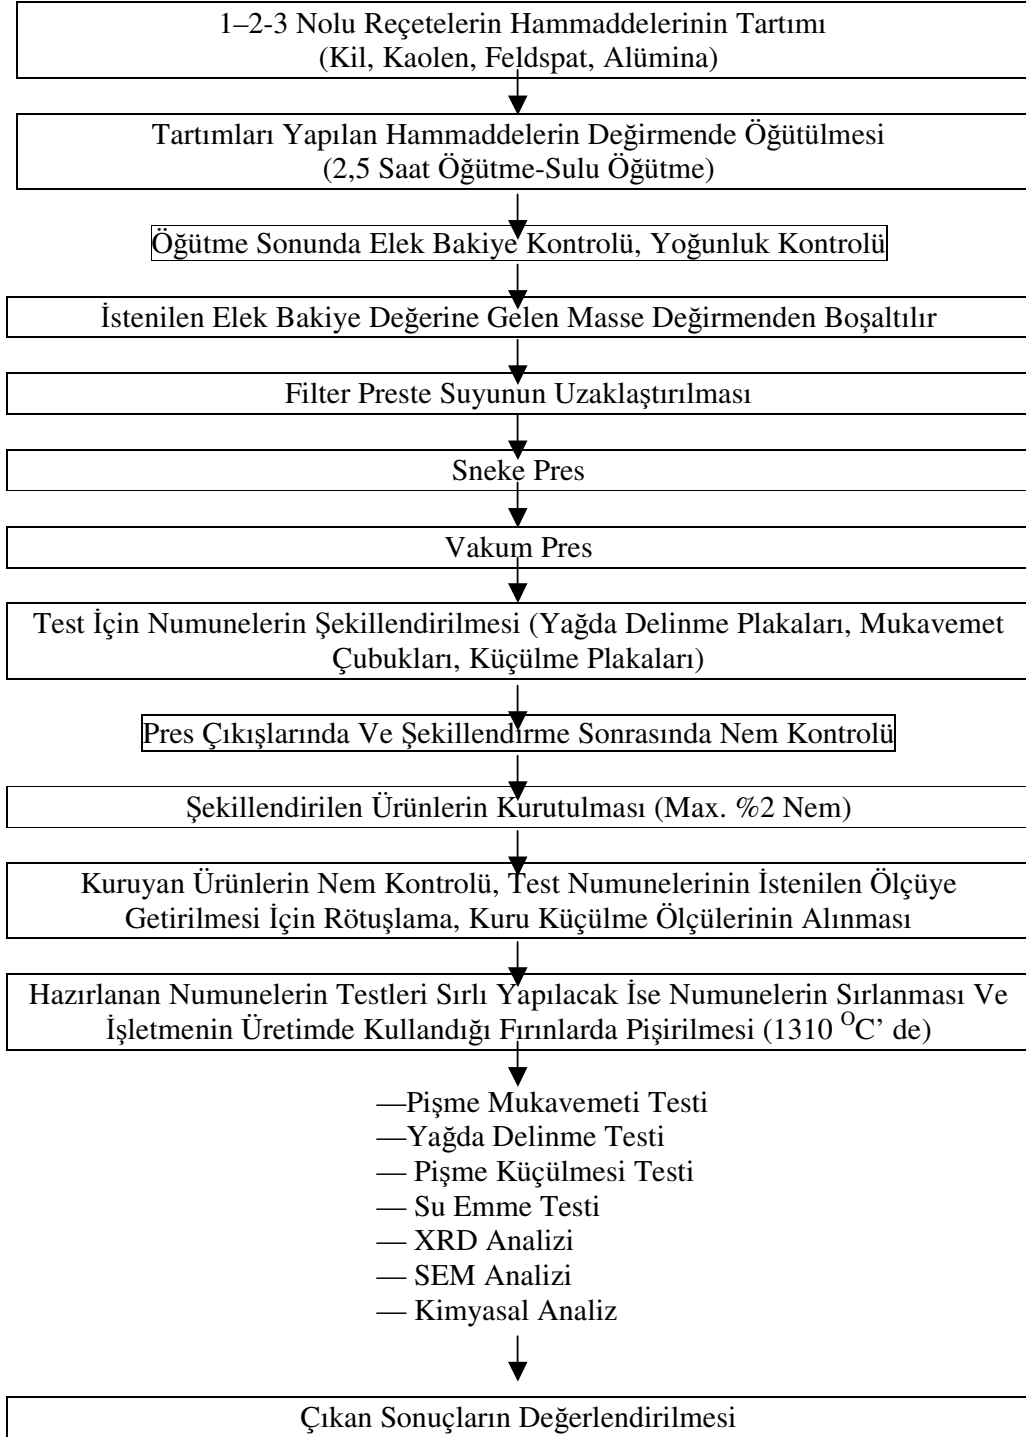 1–2-3 Nolu Reçetelerin Hammaddelerinin Tartımı
(Kil, Kaolen, Feldspat, Alümina)
Tartımları Yapılan Hammaddelerin Değirmende Öğütülmesi
(2,5 Saat Öğütme-Sulu Öğütme)
Öğütme Sonunda Elek Bakiye Kontrolü, Yoğunluk Kontrolü
İstenilen Elek Bakiye Değerine Gelen Masse Değirmenden Boşaltılır
Filter Preste Suyunun Uzaklaştırılması
Sneke Pres
Vakum Pres
Test İçin Numunelerin Şekillendirilmesi (Yağda Delinme Plakaları, Mukavemet
Çubukları, Küçülme Plakaları)
Pres Çıkışlarında Ve Şekillendirme Sonrasında Nem Kontrolü
Şekillendirilen Ürünlerin Kurutulması (Max. %2 Nem)
Kuruyan Ürünlerin Nem Kontrolü, Test Numunelerinin İstenilen Ölçüye
Getirilmesi İçin Rötuşlama, Kuru Küçülme Ölçülerinin Alınması
Hazırlanan Numunelerin Testleri Sırlı Yapılacak İse Numunelerin Sırlanması Ve
İşletmenin Üretimde Kullandığı Fırınlarda Pişirilmesi (1310 ᴼC’ de)
—Pişme Mukavemeti Testi
—Yağda Delinme Testi
— Pişme Küçülmesi Testi
— Su Emme Testi
— XRD Analizi
— SEM Analizi
— Kimyasal Analiz
Çıkan Sonuçların Değerlendirilmesi